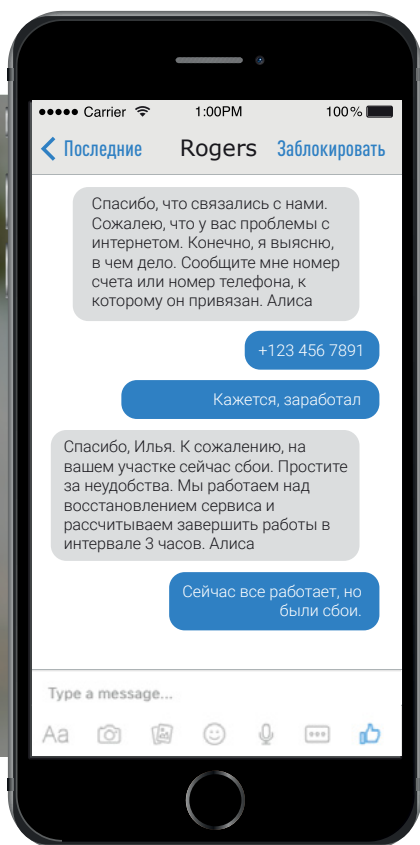 Carrier 1:00PM 100%
Последние Rogers Заблокировать
Спасибо, что связались с нами.
Сожалею, что у вас проблемы с
интернетом. Конечно, я выясню,
в чем дело. Сообщите мне номер
счета или номер телефона, к
которому он привязан. Алиса
+123 456 7891
Кажется, заработал
Спасибо, Илья. К сожалению, на
вашем участке сейчас сбои. Простите
за неудобства. Мы работаем над
восстановлением сервиса и
рассчитываем завершить работы в
интервале 3 часов. Алиса
Сейчас все работает, но
были сбои.
Type a message...
Aa